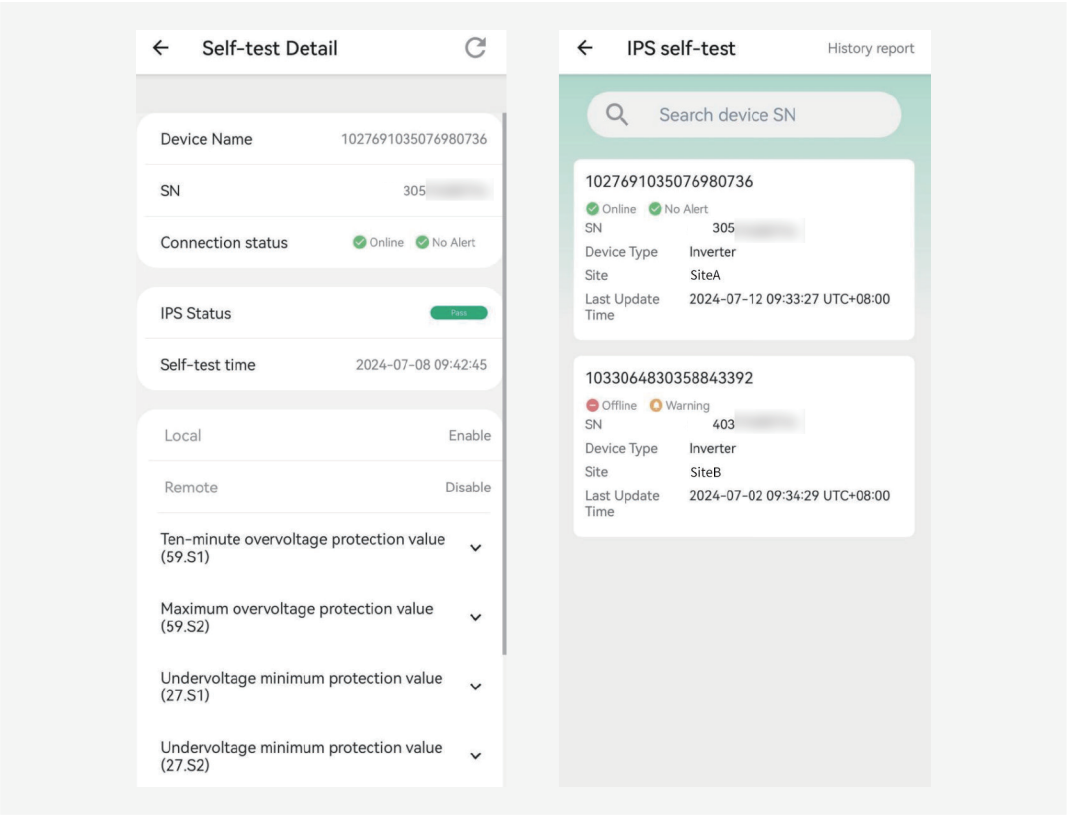 Self-test Detail
Device Name 1027691035076980736
SN 305
Connection status Online No Alert
IPS Status Pass
Self-test time 2024-07-08 09:42:45
Local Enable
Remote Disable
Ten-minute overvoltage protection value
(59.S1)
Maximum overvoltage protection value
(59.S2)
Undervoltage minimum protection value
(27.S1)
Undervoltage minimum protection value
(27.S2)
IPS self-test History report
Search device SN
1027691035076980736
Online No Alert
SN 305
Device Type Inverter
Site SiteA
Last Update 2024-07-12 09:33:27 UTC+08:00
Time
1033064830358843392
Offline Warning
SN 403
Device Type Inverter
Site SiteB
Last Update 2024-07-02 09:34:29 UTC+08:00
Time